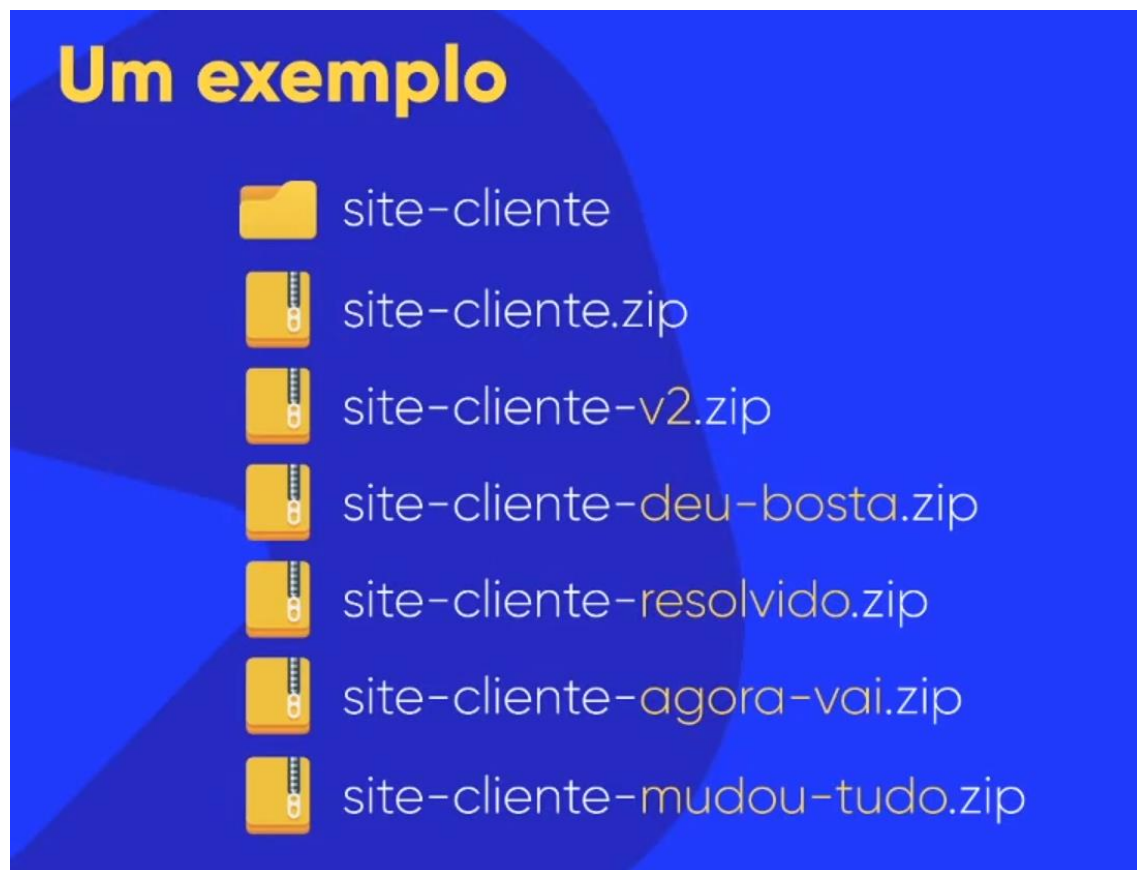 Um exemplo
site-cliente
site-cliente.zip
site-cliente-v2.zip
site-cliente-deu-bosta.zip
site-cliente-resolvido.zip
site-cliente-agora-vai.zip
site-cliente-mudou-tudo.zip